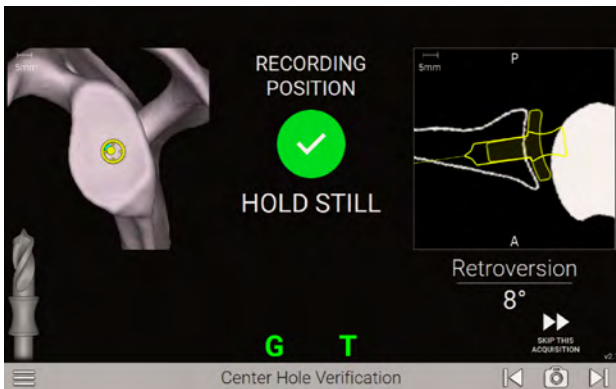 5mm
RECORDING
POSITION
HOLD STILL
5mm
P
A
Retroversion
8°
SKIP THIS
ACQUISITION
G T
Center Hole Verification